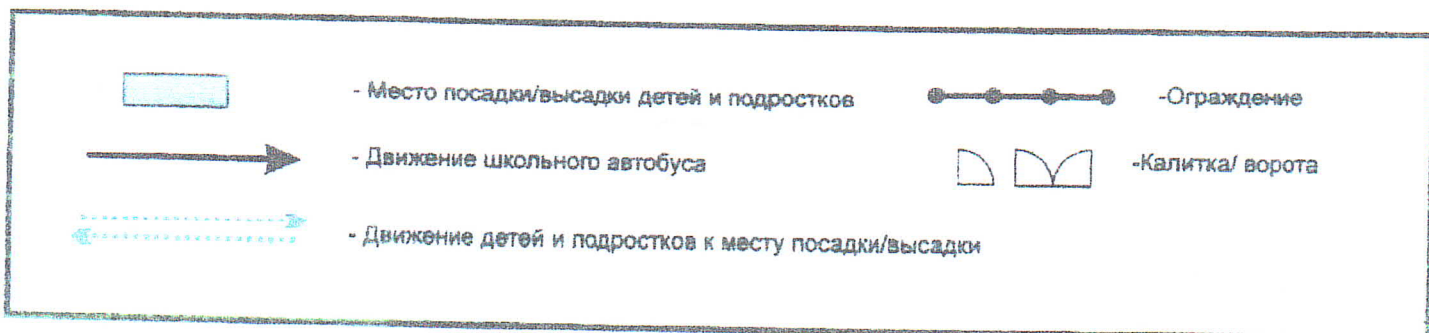 - Место посадки/высадки детей и подростков
-Ограждение
- Движение школьного автобуса
-Калитка/ ворота
- Движение детей и подростков к месту посадки/высадки